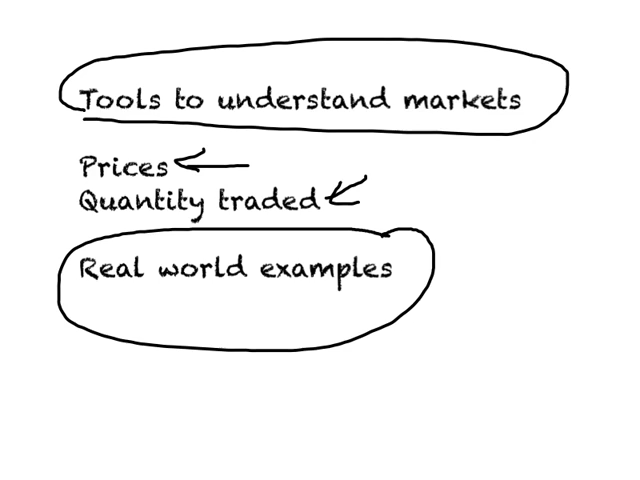 Tools to understand markets
Prices
Quantity traded
Real world examples